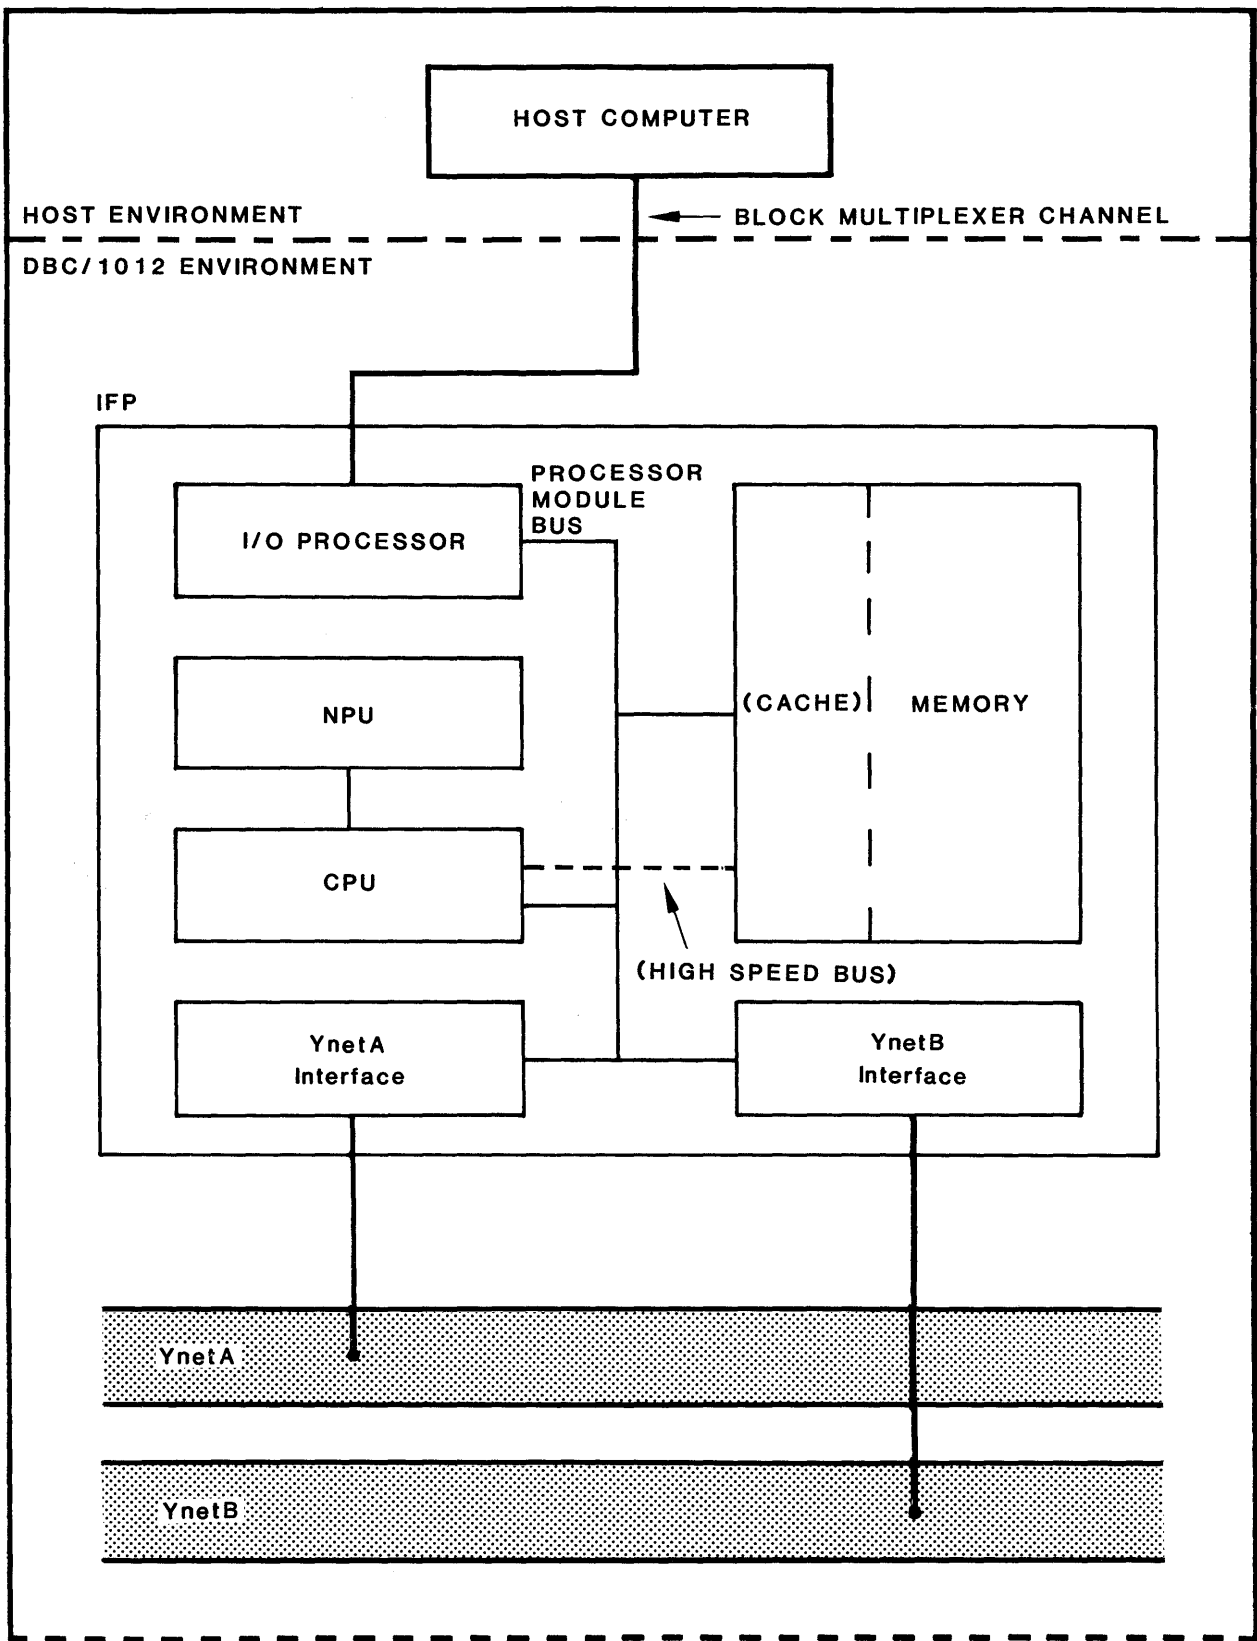 HOST COMPUTER
HOST ENVIRONMENT
BLOCK MULTIPLEXER CHANNEL
DBC/1012 ENVIRONMENT
IFP
PROCESSOR
MODULE
BUS
I/O PROCESSOR
NPU
(CACHE)
MEMORY
CPU
(HIGH SPEED BUS)
YnetA
Interface
YnetB
Interface
YnetA
YnetB